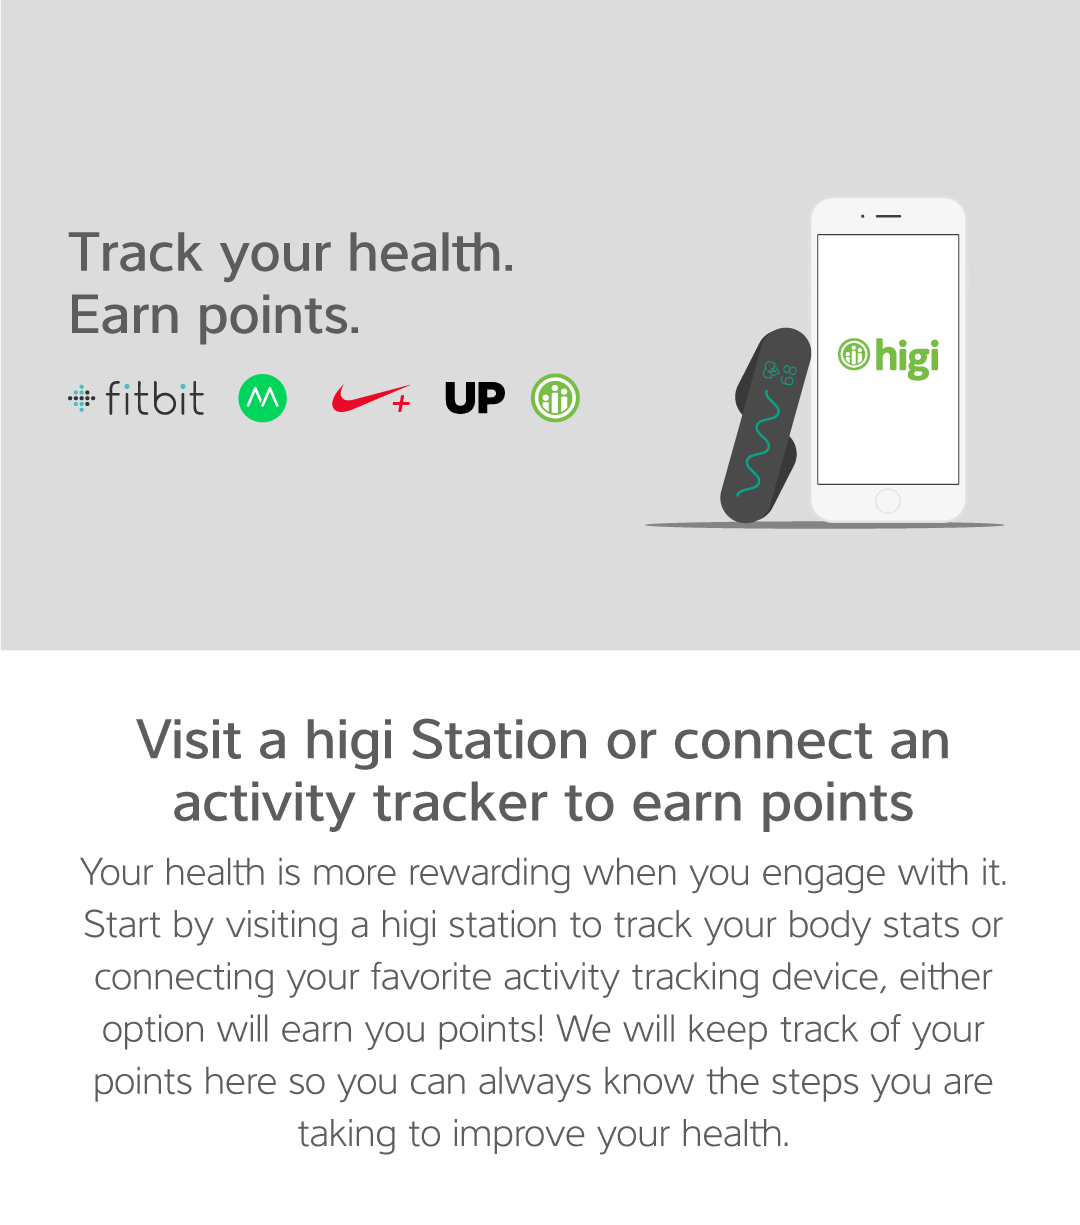 Track your health.
Earn points.
fitbit
UP
higi
Visit a higi Station or connect an
activity tracker to earn points
Your health is more rewarding when you engage with it.
Start by visiting a higi station to track your body stats or
connecting your favorite activity tracking device, either
option will earn you points! We will keep track of your
points here so you can always know the steps you are
taking to improve your health.